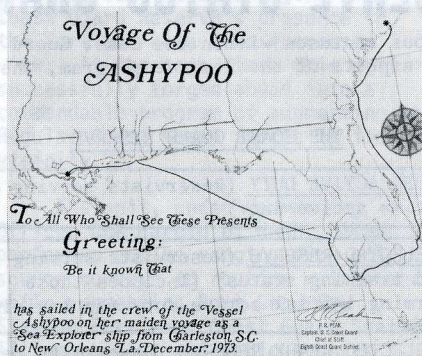 Voyage Of The
ASHYPOO
To All Who Shall See These Presents
Greeting:
Be it known That
has sailed in the crew of the Vessel
Ashypoo on her maiden voyage as a
Sea Explorer ship from Charleston S.C.
to New Orleans La. December, 1973.
P. R. PEAK
Captain, U. S. Coast Guard
Chief of Staff
Eighth Coast Guard District